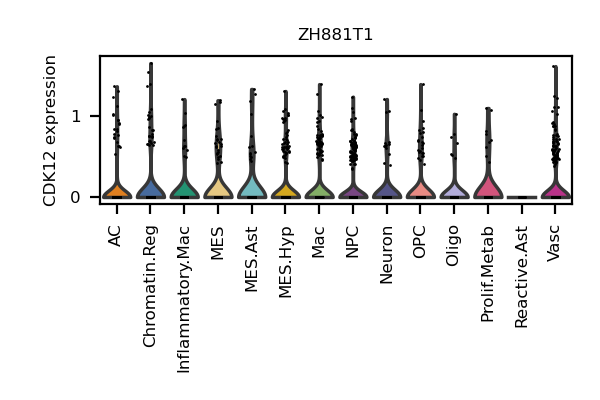 ZH881T1
CDK12 expression
1
0
AC
Chromatin.Reg
Inflammatory.Mac
MES
MES.Ast
MES.Hyp
Mac
NPC
Neuron
OPC
Oligo
Prolif.Metab
Reactive.Ast
Vasc